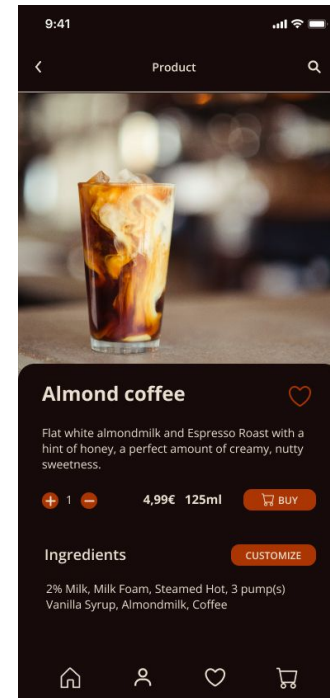 9:41
Product
Almond coffee
Flat white almondmilk and Espresso Roast with a
hint of honey, a perfect amount of creamy, nutty
sweetness.
1 4,99€ 125ml BUY
Ingredients CUSTOMIZE
2% Milk, Milk Foam, Steamed Hot, 3 pump(s)
Vanilla Syrup, Almondmilk, Coffee